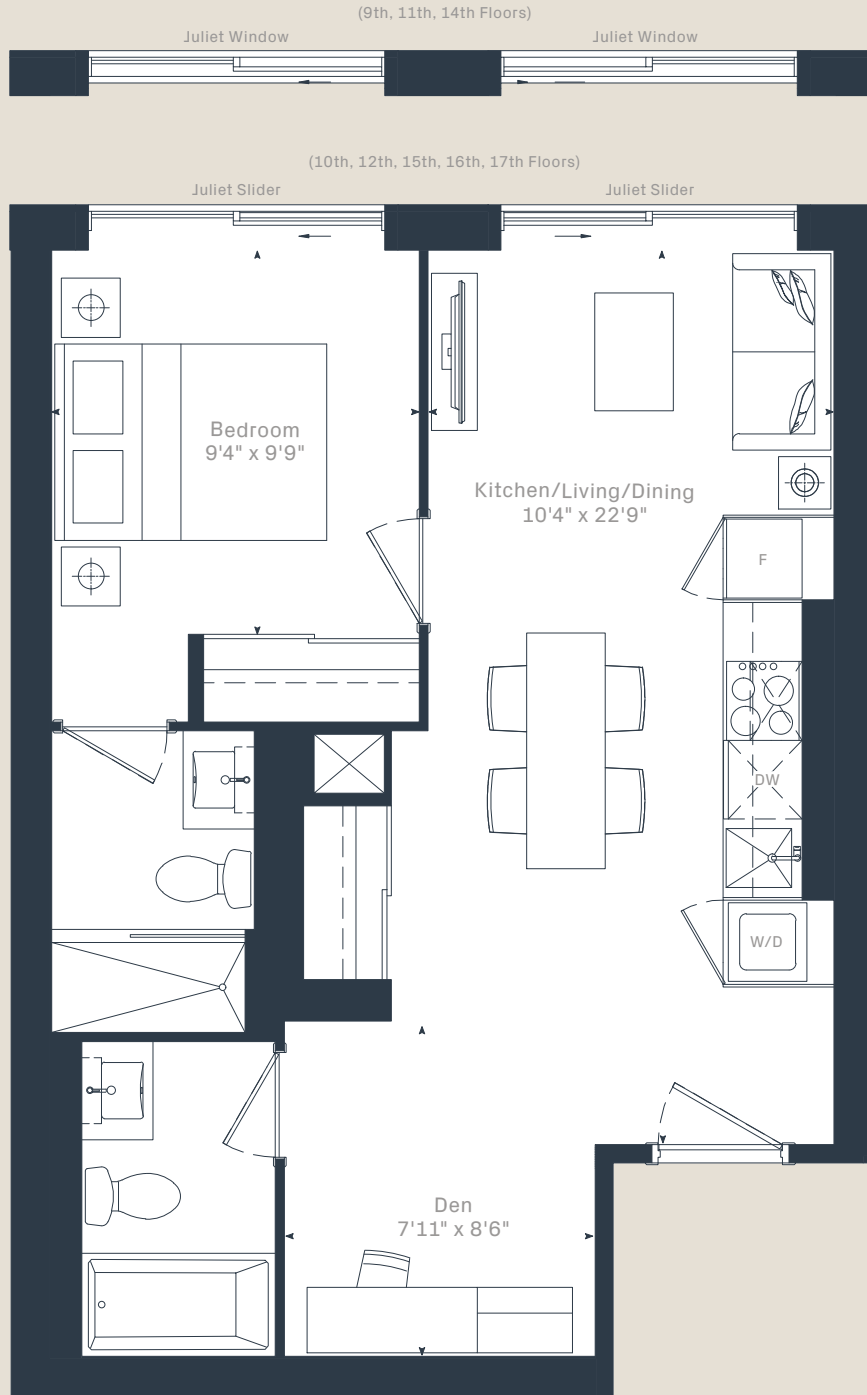 (9th, 11th, 14th Floors)
Juliet Window
Juliet Window
(10th, 12th, 15th, 16th, 17th Floors)
Juliet Slider
Juliet Slider
Bedroom
9'4" x 9'9"
Kitchen/Living/Dining
10'4" x 22'9"
F
DW
W/D
Den
7'11" x 8'6"